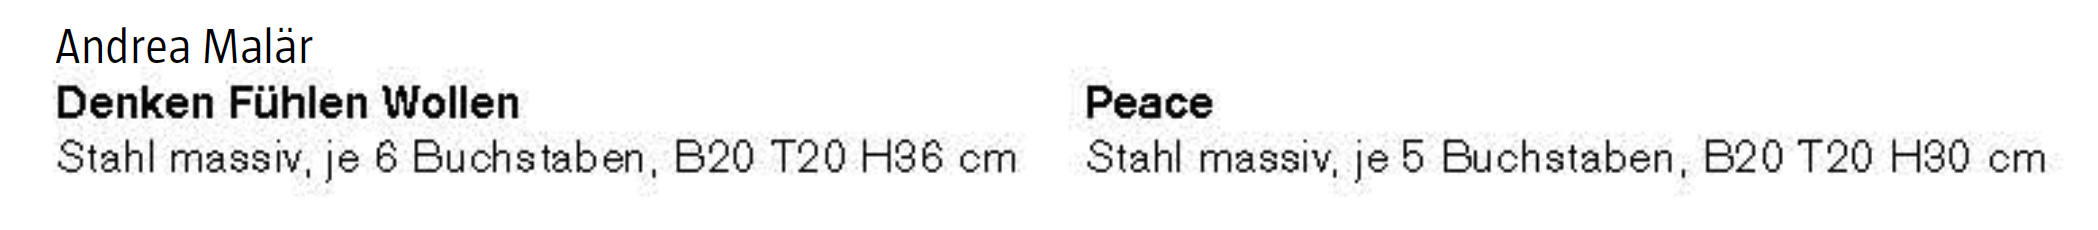 Andrea Malär
Denken Fühlen Wollen
Stahl massiv, je 6 Buchstaben, B20 T20 H36 cm
Peace
Stahl massiv, je 5 Buchstaben, B20 T20 H30 cm